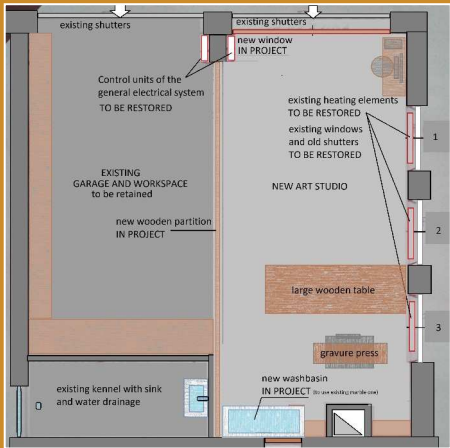 existing shutters
existing shutters
new window
IN PROJECT
Control units of the
general electrical system
TO BE RESTORED
existing heating elements
TO BE RESTORED
existing windows
and old shutters
TO BE RESTORED
1
EXISTING
GARAGE AND WORKSPACE
to be retained
NEW ART STUDIO
new wooden partition
IN PROJECT
2
large wooden table
3
gravure press
existing kennel with sink
and water drainage
new washbasin
IN PROJECT (to use existing marble one)